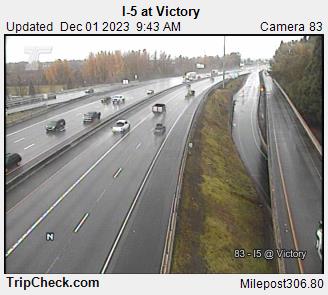 I-5 at Victory
Updated Dec 01 2023 9:43 AM Camera 83
N
83 - I5 @ Victory
TripCheck.com Milepost306.80